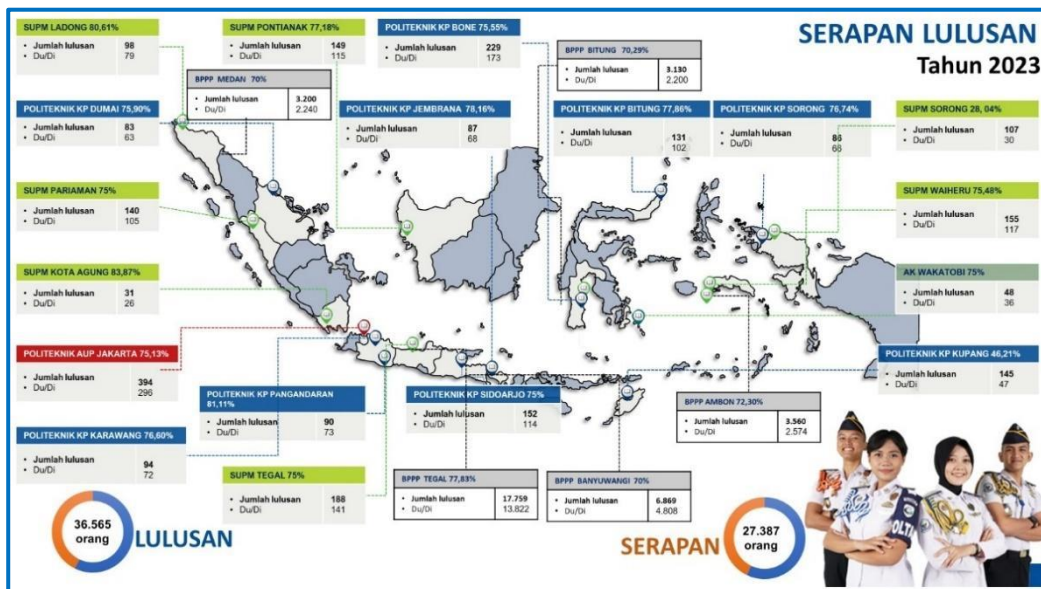 SERAPAN LULUSAN
Tahun 2023
SUPM LADONG 80,61%
• Jumlah lulusan 98
• Du/Di 79
SUPM PONTIANAK 77,18%
• Jumlah lulusan 149
• Du/Di 115
POLITEKNIK KP BONE 75,55%
• Jumlah lulusan 229
• Du/Di 173
BPPP BITUNG 70,29%
• Jumlah lulusan 3.130
• Du/Di 2.200
BPPP MEDAN 70%
• Jumlah lulusan 3.200
• Du/Di 2.240
POLITEKNIK KP DUMAI 75,90%
• Jumlah lulusan 83
• Du/Di 63
POLITEKNIK KP JEMBRANA 78,16%
• Jumlah lulusan 87
• Du/Di 68
POLITEKNIK KP BITUNG 77,86%
• Jumlah lulusan 131
• Du/Di 102
POLITEKNIK KP SORONG 76,74%
• Jumlah lulusan 86
• Du/Di 66
SUPM SORONG 28, 04%
• Jumlah lulusan 107
• Du/Di 30
SUPM PARIAMAN 75%
• Jumlah lulusan 140
• Du/Di 105
SUPM WAIHERU 75,48%
• Jumlah lulusan 155
• Du/Di 117
SUPM KOTA AGUNG 83,87%
• Jumlah lulusan 31
• Du/Di 26
AK WAKATOBI 75%
• Jumlah lulusan 48
• Du/Di 36
POLITEKNIK AUP JAKARTA 75,13%
• Jumlah lulusan 394
• Du/Di 296
POLITEKNIK KP KUPANG 46,21%
• Jumlah lulusan 145
• Du/Di 47
POLITEKNIK KP PANGANDARAN
81,11%
• Jumlah lulusan 90
• Du/Di 73
POLITEKNIK KP SIDOARJO 75%
• Jumlah lulusan 152
• Du/Di 114
BPPP AMBON 72,30%
• Jumlah lulusan 3.560
• Du/Di 2.574
POLITEKNIK KP KARAWANG 76,60%
• Jumlah lulusan 94
• Du/Di 72
SUPM TEGAL 75%
• Jumlah lulusan 188
• Du/Di 141
BPPP TEGAL 77,83%
• Jumlah lulusan 17.759
• Du/Di 13.822
BPPP BANYUWANGI 70%
• Jumlah lulusan 6.869
• Du/Di 4.808
36.565
orang
LULUSAN
SERAPAN
27.387
orang